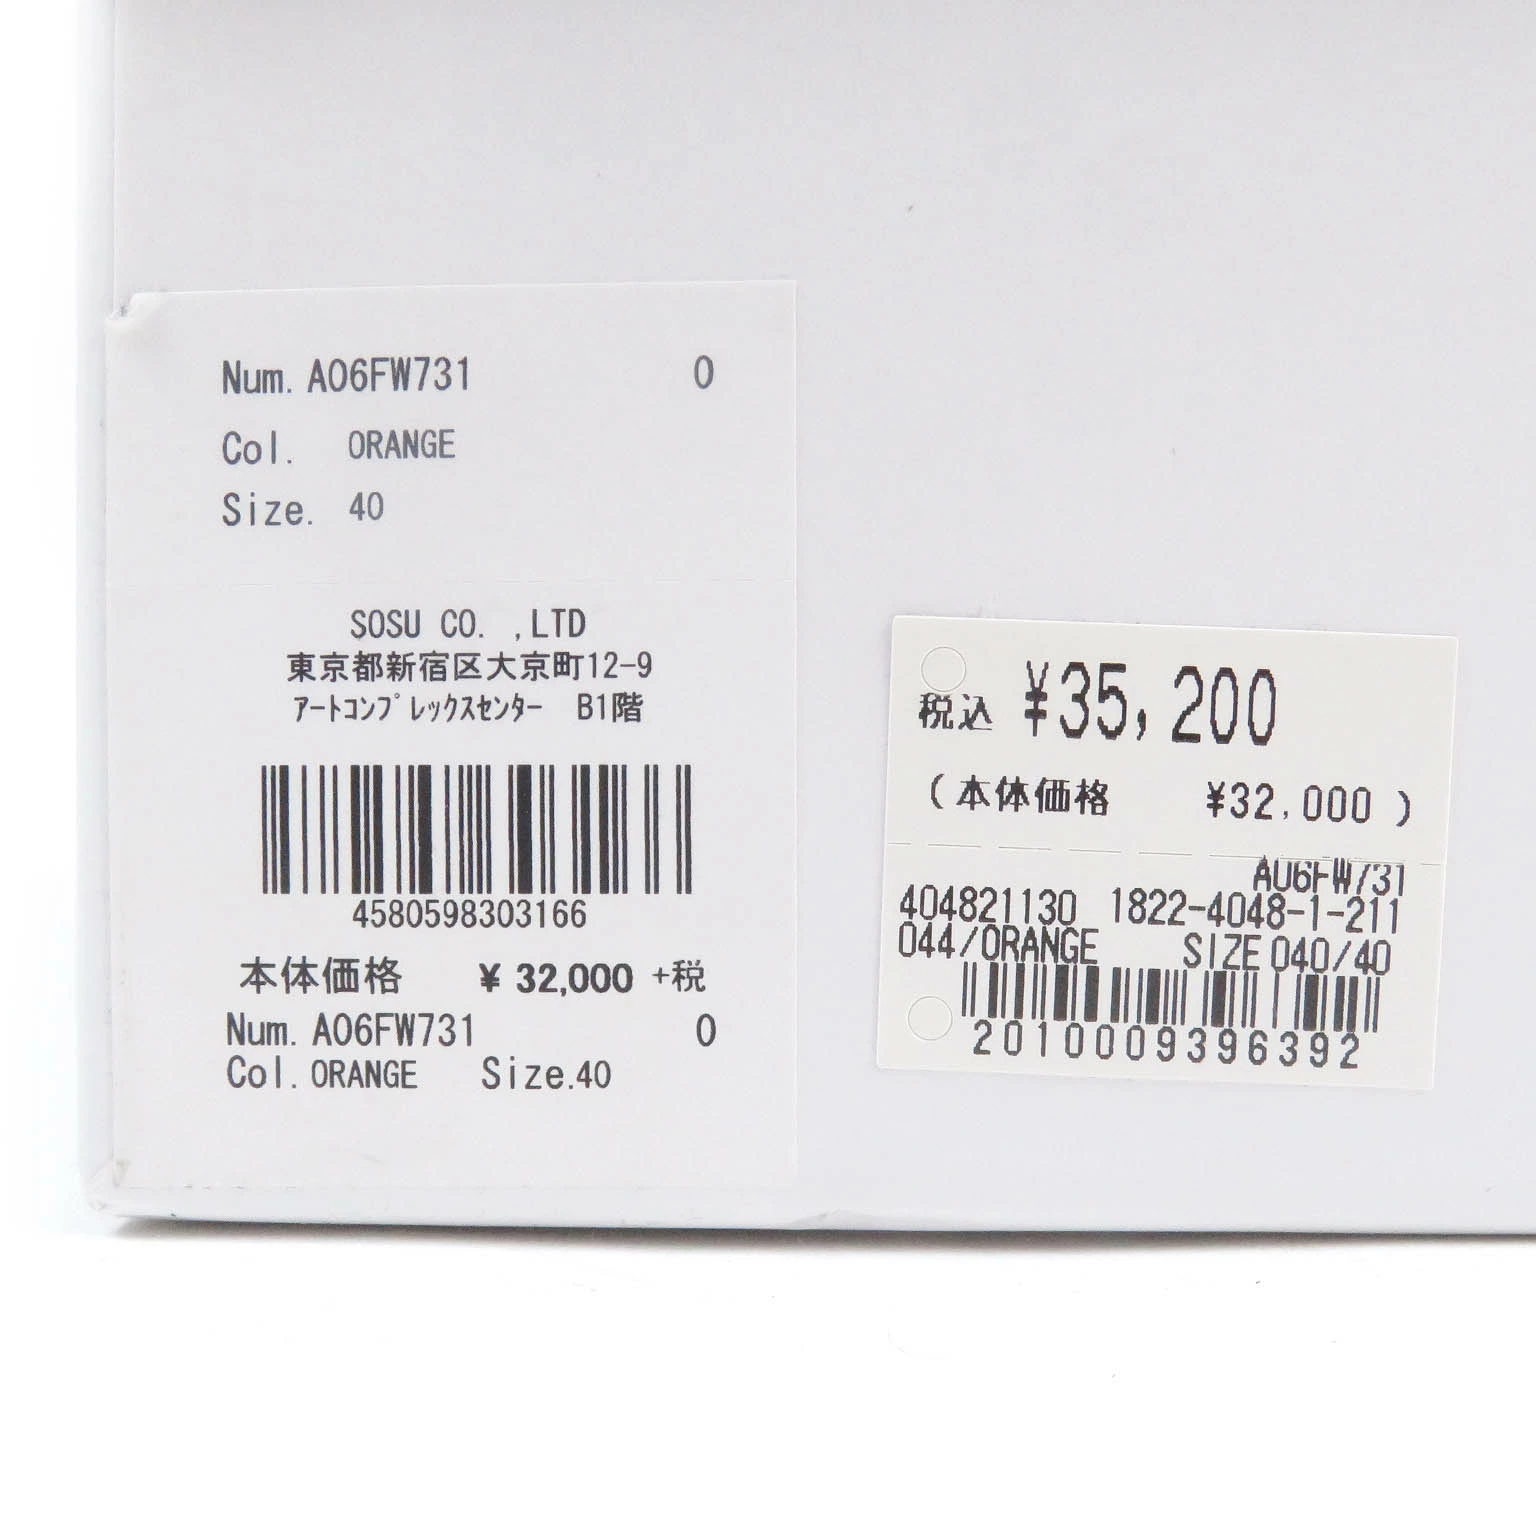 Num. A06FW731 0
Col. ORANGE
Size. 40
SOSU CO. ,LTD
東京都新宿区大京町12-9
ｱｰﾄｺﾝﾌﾟﾚｯｸｽｾﾝﾀｰ B1階
4580598303166
本体価格 ¥ 32,000 +税
Num. A06FW731 0
Col. ORANGE Size.40
税込 ¥35,200
(本体価格 ¥32,000 )
A06FW731
404821130 1822-4048-1-211
044/ORANGE SIZE 040/40
2010009396392